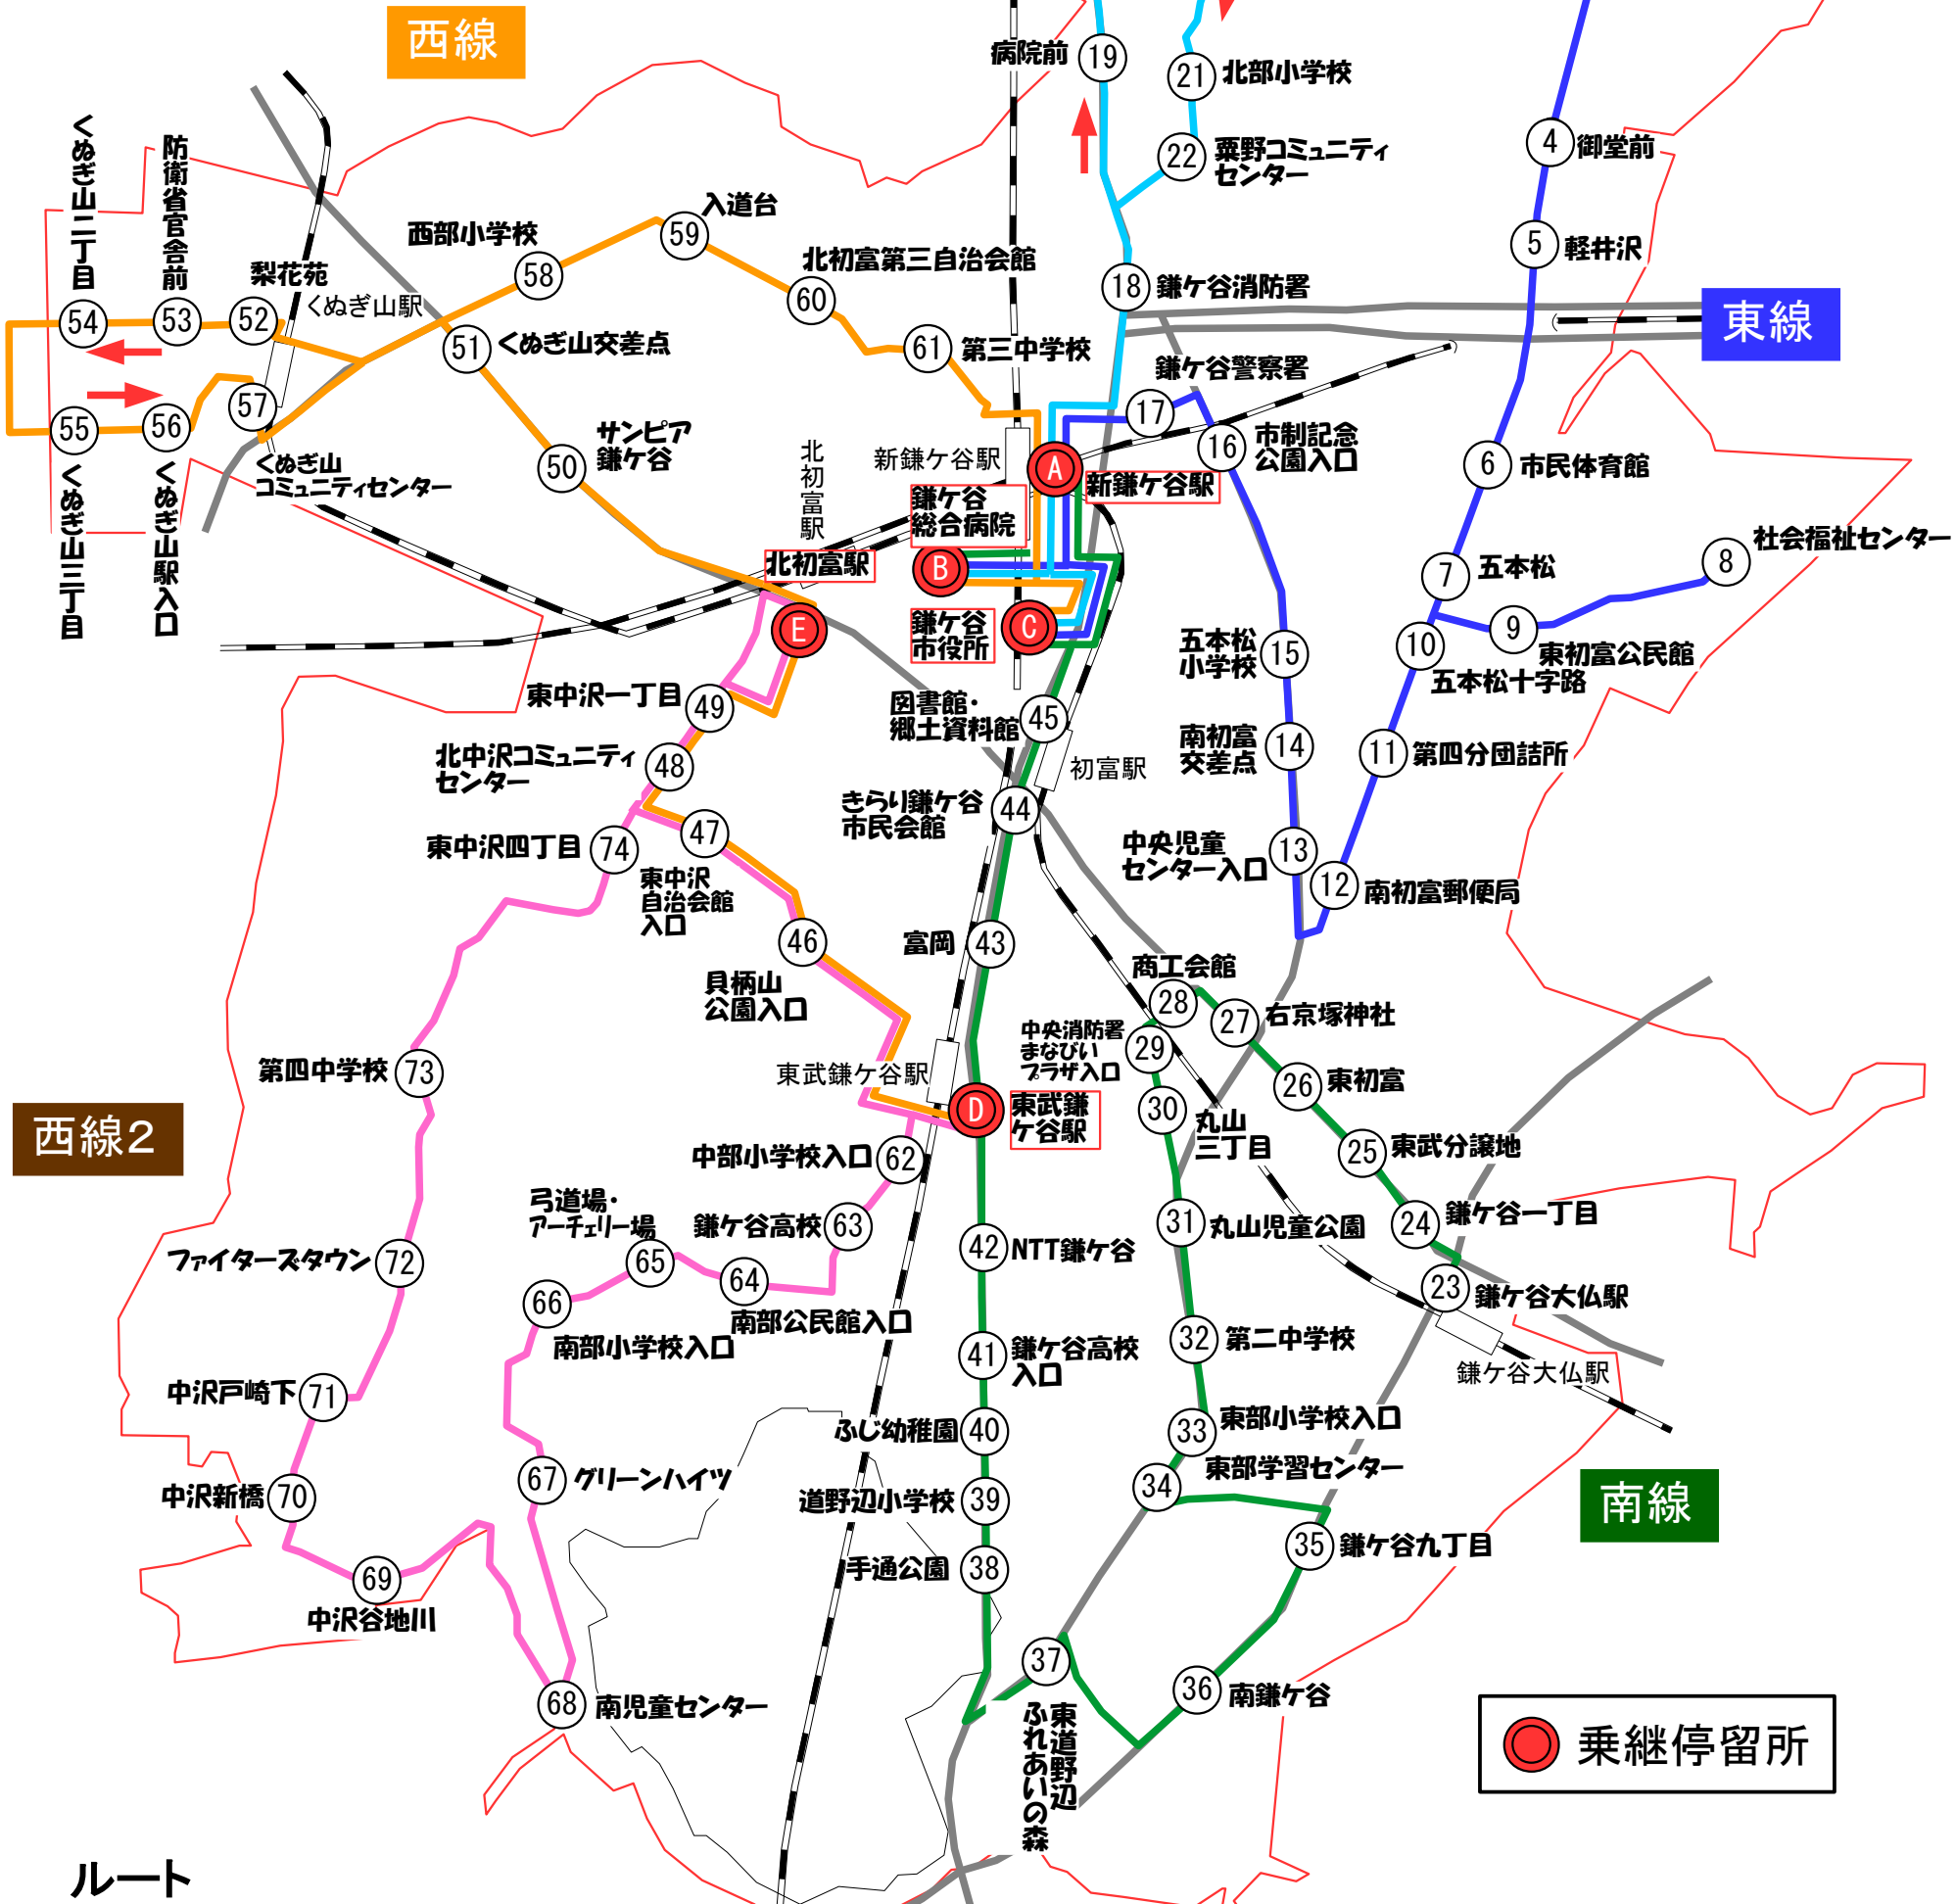 西線
病院前
19
21
北部小学校
22
粟野コミュニティ
センター
4
御堂前
5
軽井沢
くぬぎ山二丁目
防衛省官舎前
梨花苑
くぬぎ山駅
54
53
52
西部小学校
58
入道台
59
北初富第三自治会館
60
61
第三中学校
18
鎌ケ谷消防署
東線
51
くぬぎ山交差点
鎌ケ谷警察署
17
55
56
57
くぬぎ山三丁目
くぬぎ山駅入口
くぬぎ山
コミュニティセンター
サンピア
鎌ケ谷
50
北初富駅
新鎌ケ谷駅
A
新鎌ケ谷駅
16
市制記念
公園入口
6
市民体育館
鎌ケ谷
総合病院
B
北初富駅
E
鎌ケ谷
市役所
C
7
五本松
8
社会福祉センター
9
東初富公民館
10
五本松十字路
五本松
小学校
15
東中沢一丁目
49
図書館・
郷土資料館
45
初富駅
南初富
交差点
14
11
第四分団詰所
北中沢コミュニティ
センター
48
47
きらり鎌ケ谷
市民会館
44
東中沢四丁目
74
東中沢
自治会館
入口
中央児童
センター入口
13
12
南初富郵便局
46
貝柄山
公園入口
富岡
43
商工会館
28
27
右京塚神社
中央消防署
まなびい
プラザ入口
29
第四中学校
73
東武鎌ケ谷駅
26
東初富
西線2
D
東武鎌
ケ谷駅
30
丸山
三丁目
25
東武分譲地
中部小学校入口
62
弓道場・
アーチェリー場
65
鎌ケ谷高校
63
64
南部公民館入口
42
NTT鎌ケ谷
31
丸山児童公園
24
鎌ケ谷一丁目
ファイターズタウン
72
66
南部小学校入口
23
鎌ケ谷大仏駅
鎌ケ谷大仏駅
41
鎌ケ谷高校
入口
32
第二中学校
中沢戸崎下
71
ふじ幼稚園
40
33
東部小学校入口
中沢新橋
70
67
グリーンハイツ
道野辺小学校
39
34
東部学習センター
南線
35
鎌ケ谷九丁目
手通公園
38
69
中沢谷地川
37
東道野辺
ふれあいの森
36
南鎌ケ谷
68
南児童センター
乗継停留所
ルート